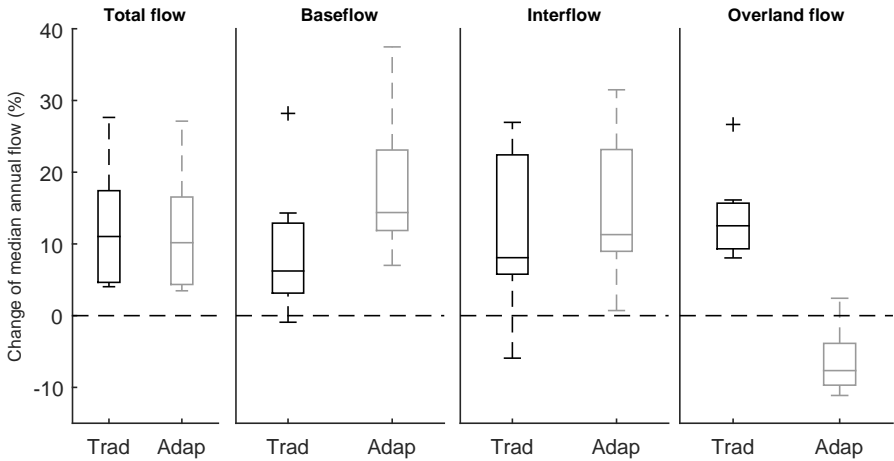 Total flow Baseflow Interflow Overland flow
Change of median annual flow (%)
40
30
20
10
0
-10
Trad Adap Trad Adap Trad Adap Trad Adap